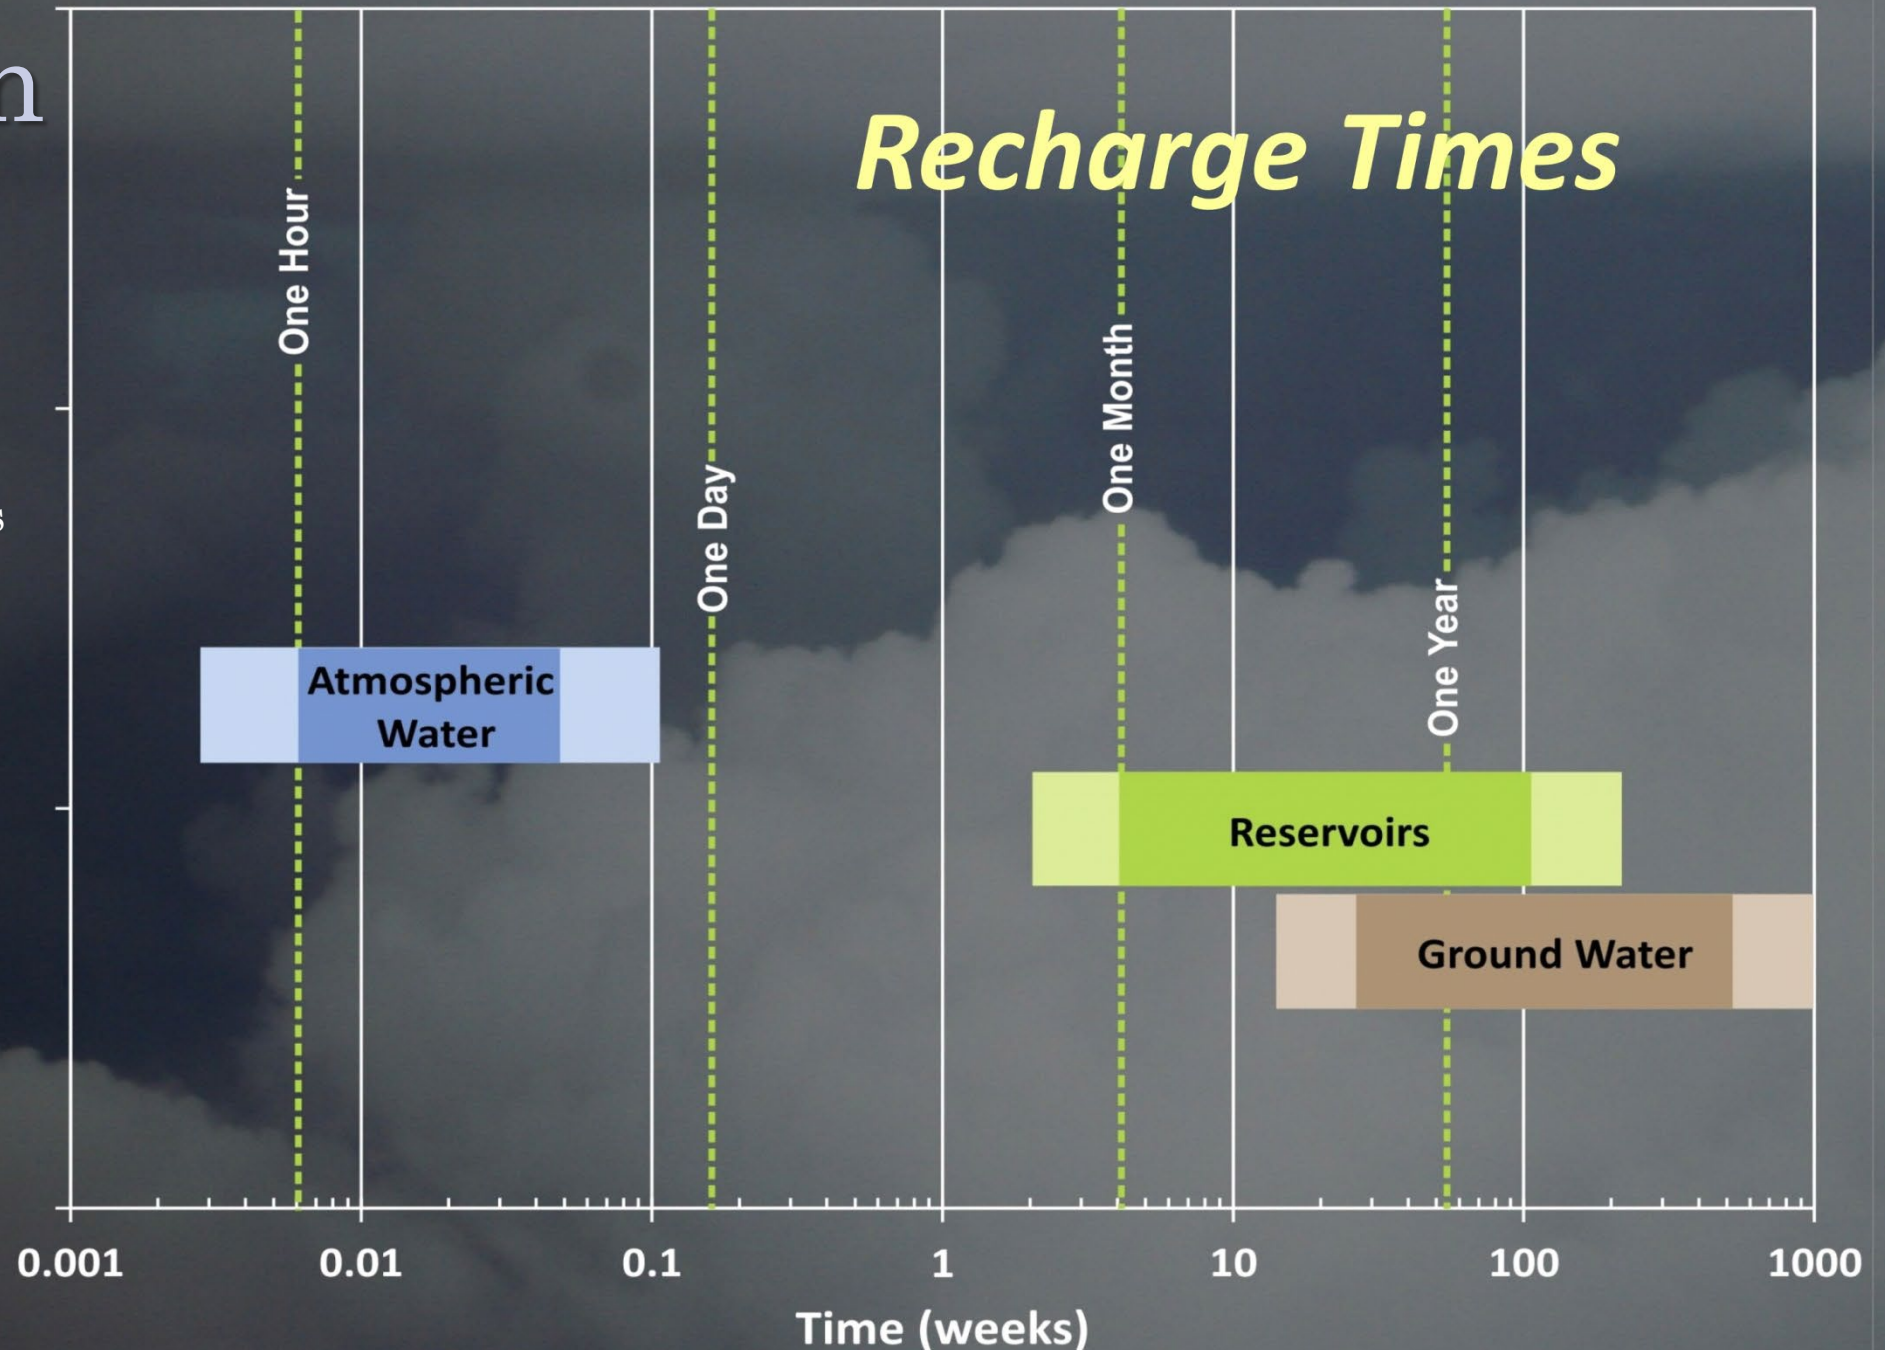 n
Recharge Times
One Hour
One Month
One Day
s
One Year
Atmospheric
Water
Reservoirs
Ground Water
0.001 0.01 0.1 1 10 100 1000
Time (weeks)